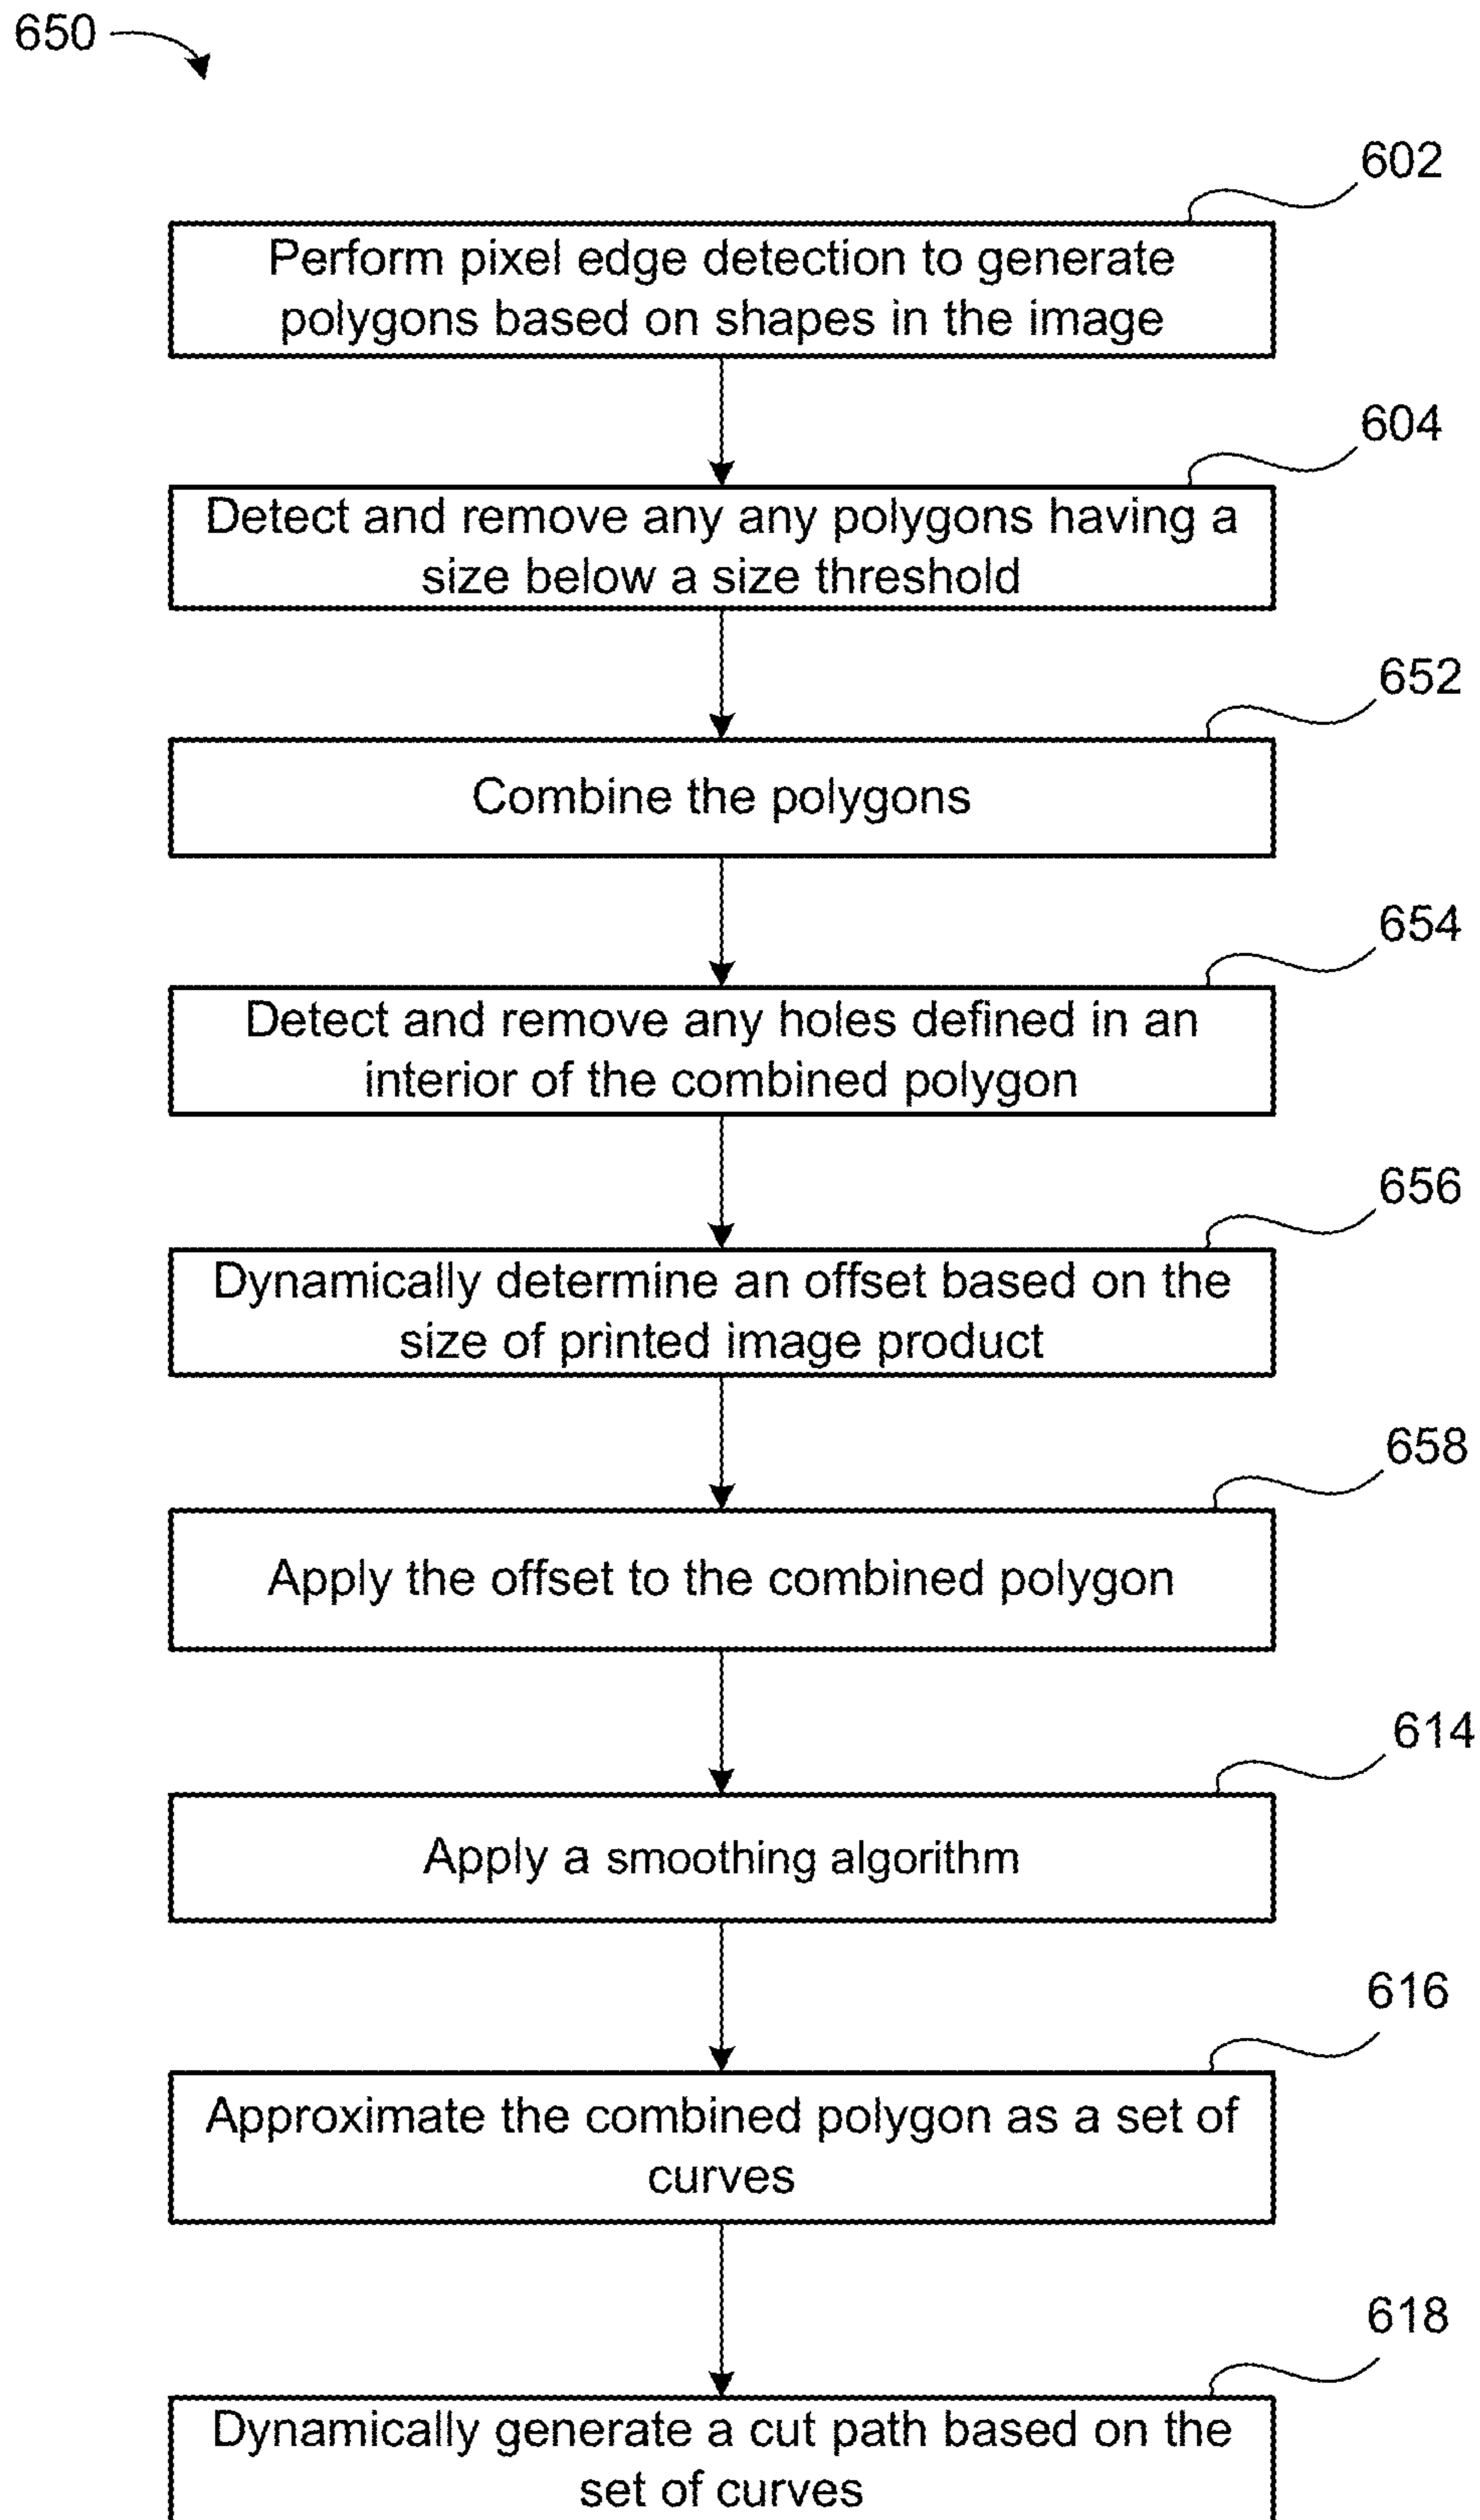 650
602
Perform pixel edge detection to generate
polygons based on shapes in the image
604
Detect and remove any any polygons having a
size below a size threshold
652
Combine the polygons
654
Detect and remove any holes defined in an
interior of the combined polygon
656
Dynamically determine an offset based on the
size of printed image product
658
Apply the offset to the combined polygon
614
Apply a smoothing algorithm
616
Approximate the combined polygon as a set of
curves
618
Dynamically generate a cut path based on the
set of curves